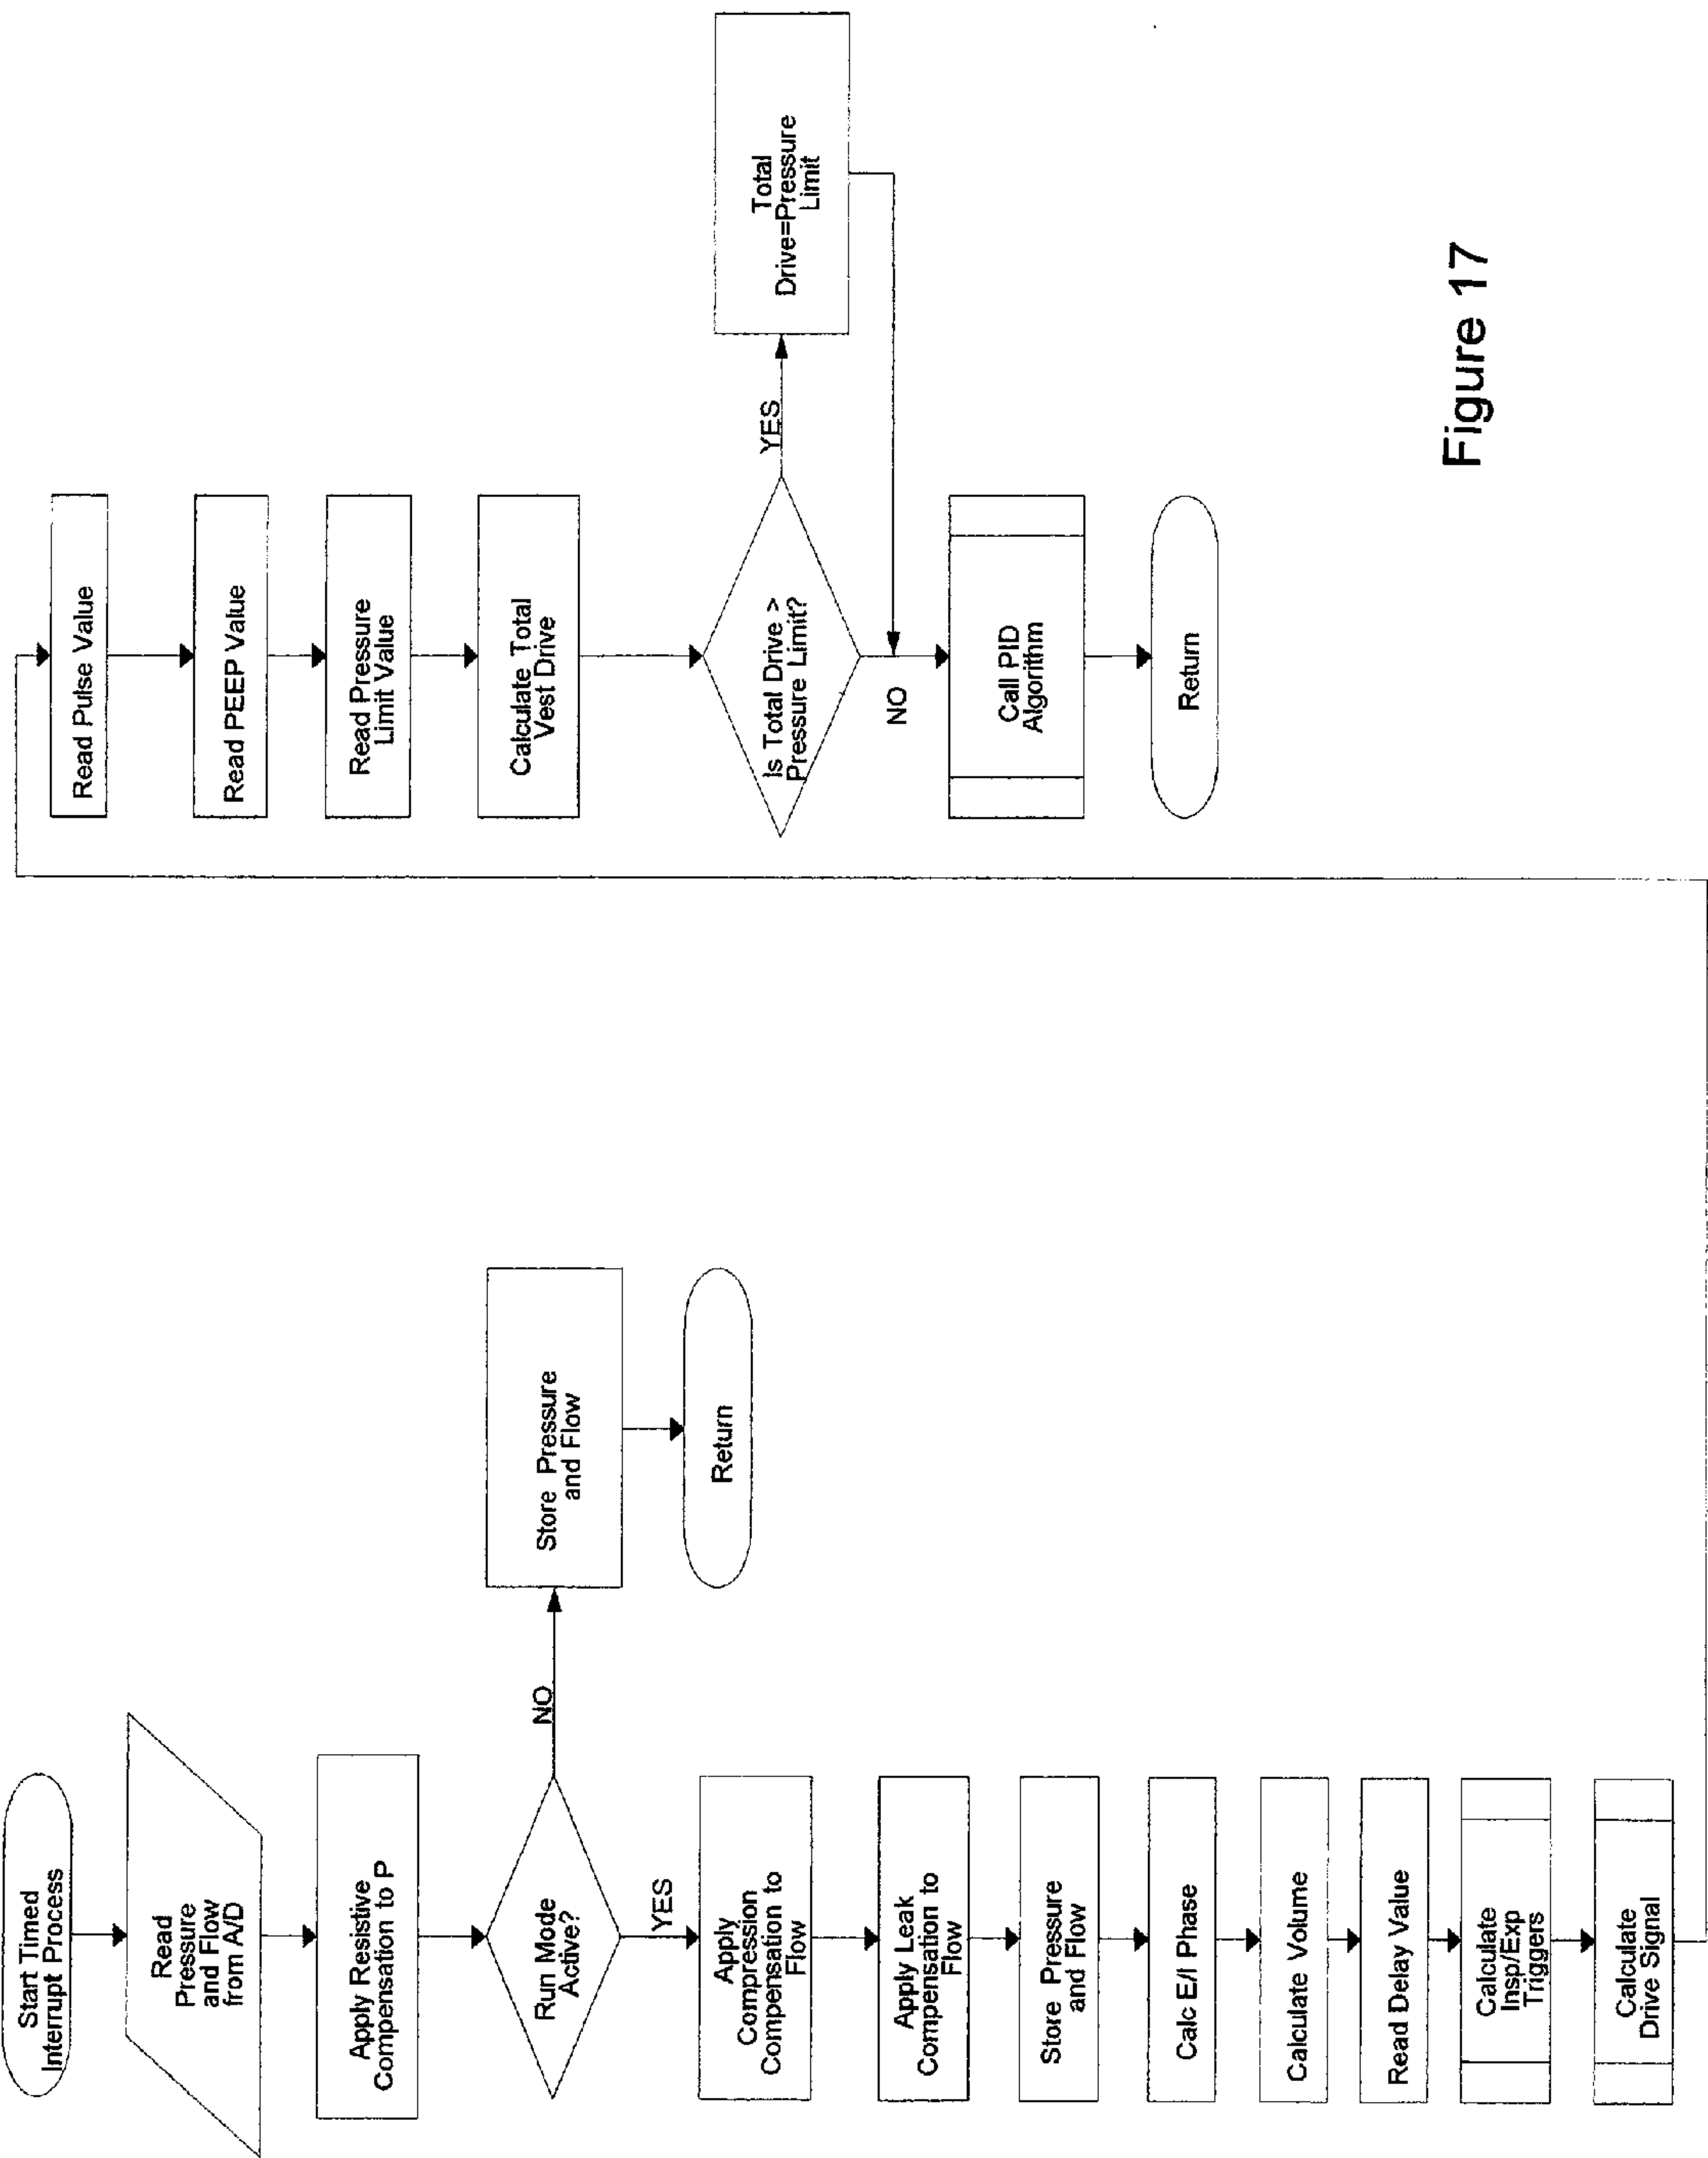 Start Timed
Interrupt Process
Read
Pressure
and Flow
from A/D
Apply Resistive
Compensation to P
Run Mode
Active?
NO
Store Pressure
and Flow
Return
YES
Apply
Compression
Compensation to
Flow
Apply Leak
Compensation to
Flow
Store Pressure
and Flow
Calc E/I Phase
Calculate Volume
Read Delay Value
Calculate
Insp/Exp
Triggers
Calculate
Drive Signal
Read Pulse Value
Read PEEP Value
Read Pressure
Limit Value
Calculate Total
Vest Drive
Is Total Drive >
Pressure Limit?
YES
Total
Drive=Pressure
Limit
NO
Call PID
Algorithm
Return
Figure 17